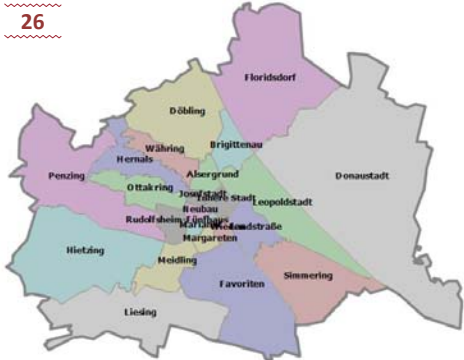 26
Floridsdorf
Döbling
Brigittenau
Währing
Hernals
Penzing
Alsergrund
Donaustadt
Ottakring
Josefstadt
Innere Stadt
Leopoldstadt
Neubau
Rudolfsheim-Fünfhaus
Landstraße
Margareten
Hietzing
Meidling
Simmering
Favoriten
Liesing